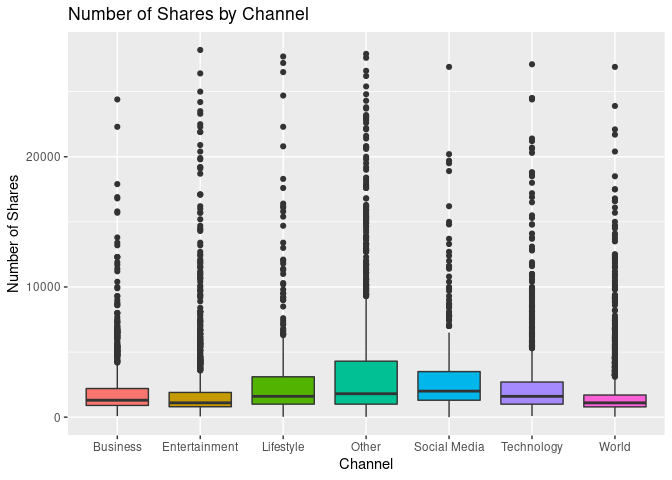 Number of Shares by Channel
Number of Shares
20000
10000
0
Business Entertainment Lifestyle Other Social Media Technology World
Channel